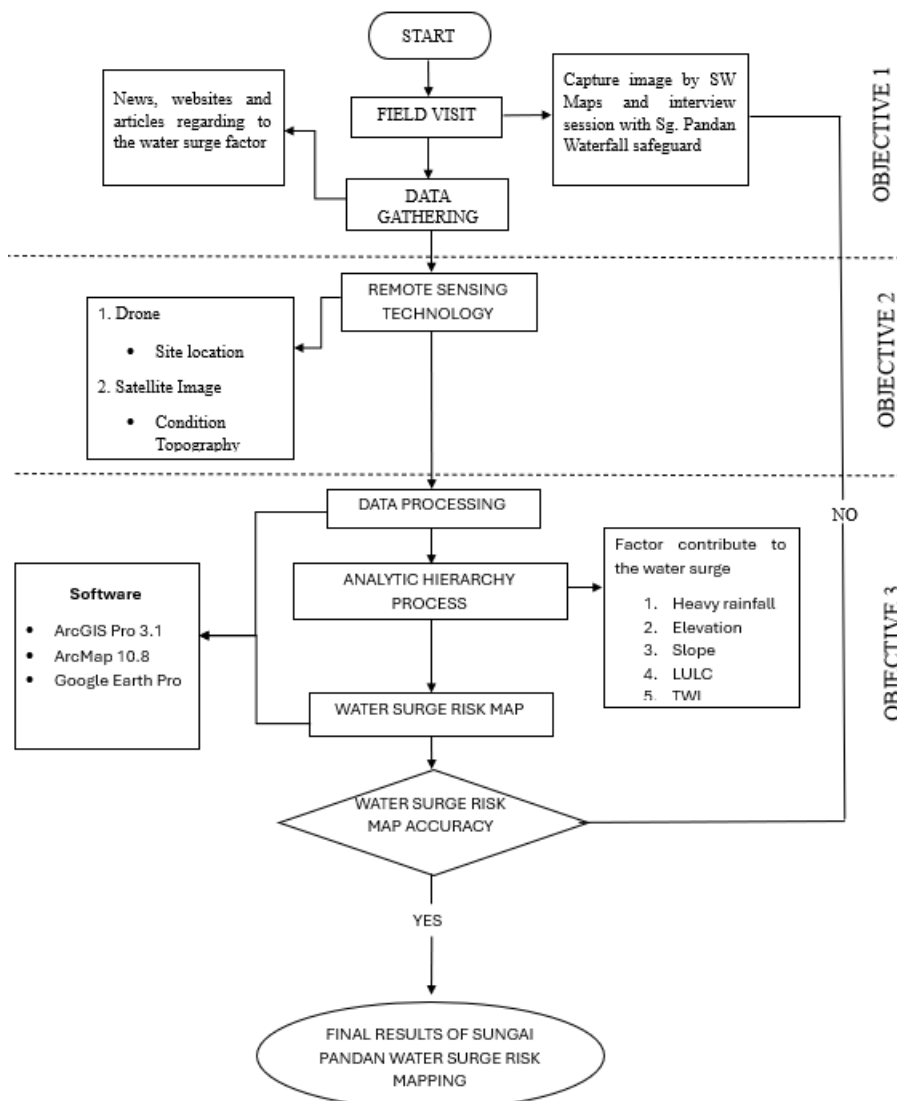 START
News, websites and
articles regarding to
the water surge factor
FIELD VISIT
Capture image by SW
Maps and interview
session with Sg. Pandan
Waterfall safeguard
DATA
GATHERING
OBJECTIVE 1
REMOTE SENSING
TECHNOLOGY
1. Drone
• Site location
2. Satellite Image
• Condition
Topography
OBJECTIVE 2
DATA PROCESSING
NO
ANALYTIC HIERARCHY
PROCESS
Factor contribute to
the water surge
1. Heavy rainfall
2. Elevation
3. Slope
4. LULC
5. TWI
Software
• ArcGIS Pro 3.1
• ArcMap 10.8
• Google Earth Pro
OBJECTIVE 3
WATER SURGE RISK MAP
WATER SURGE RISK
MAP ACCURACY
YES
FINAL RESULTS OF SUNGAI
PANDAN WATER SURGE RISK
MAPPING